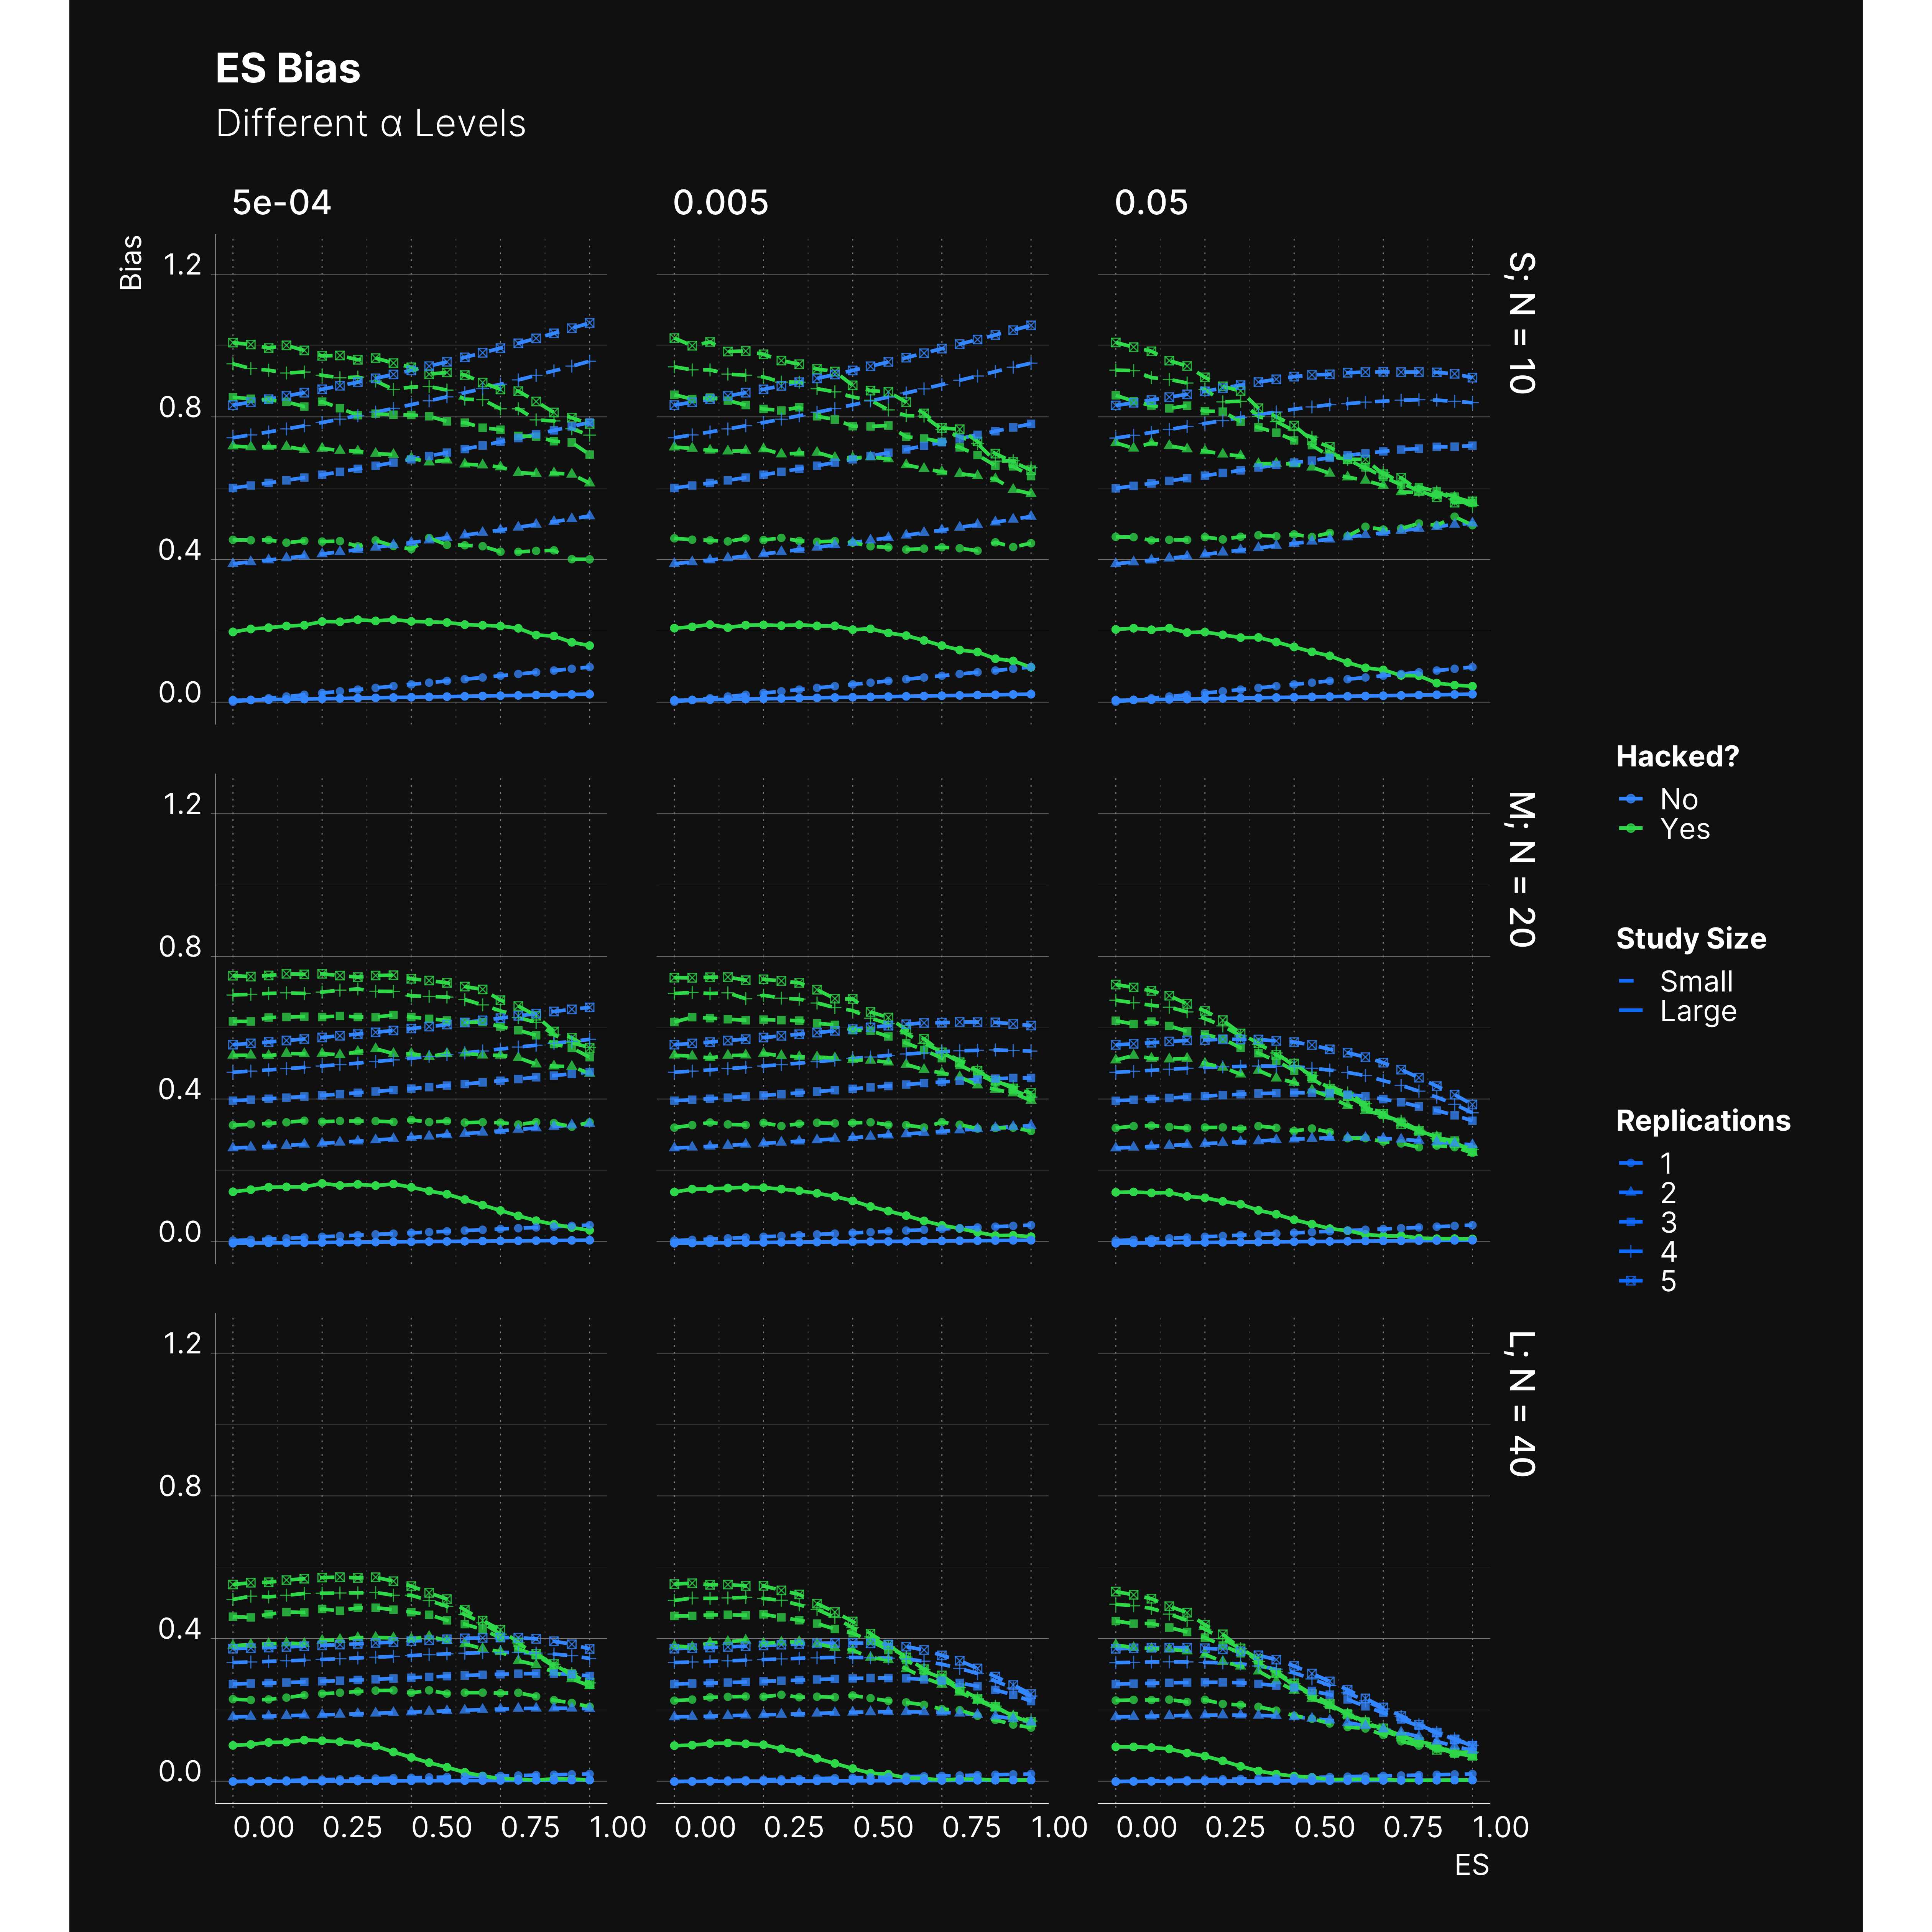 ES Bias
Different α Levels
5e-04 0.005 0.05
Bias
1.2
0.8
0.4
0.0
S; N = 10
1.2
0.8
0.4
0.0
M; N = 20
1.2
0.8
0.4
0.0
L; N = 40
0.00 0.25 0.50 0.75 1.00 0.00 0.25 0.50 0.75 1.00 0.00 0.25 0.50 0.75 1.00
ES
Hacked?
No
Yes
Study Size
Small
Large
Replications
1
2
3
4
5